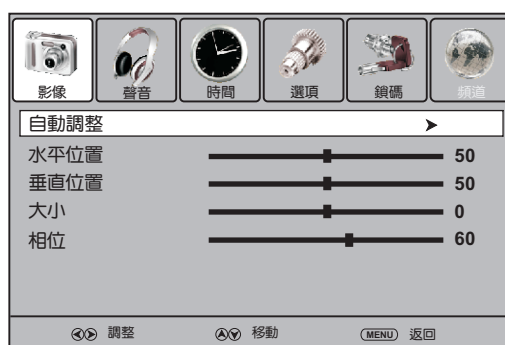 影像 聲音 時間 選項 鎖碼 頻道
自動調整
水平位置 50
垂直位置 50
大小 0
相位 60
調整 移動 MENU 返回